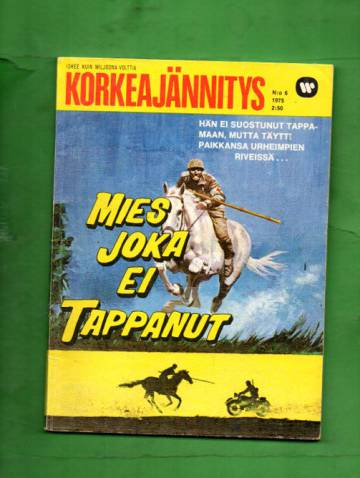 ISKEE KUIN MILJOONA VOLTTIA
KORKEAJÄNNITYS
N:o 6
1975
2:50
HÄN EI SUOSTUNUT TAPPA-
MAAN, MUTTA TÄYTTI
PAIKKANSA URHEIMPIEN
RIVEISSÄ...
MIES
JOKA
EI
TAPPANUT